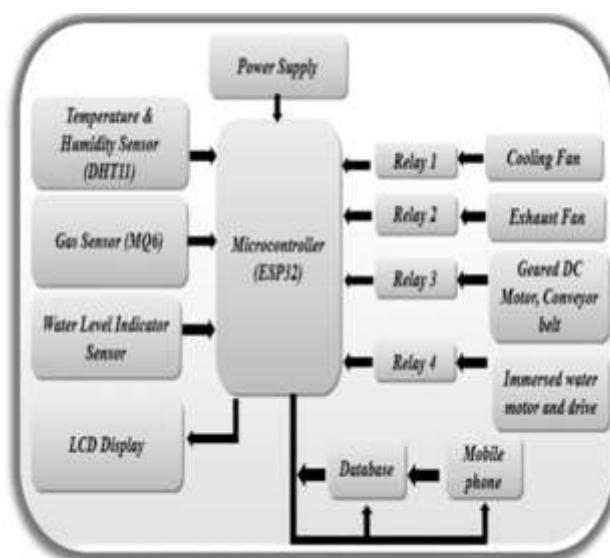 Power Supply
Temperature &
Humidity Sensor
(DHT11)
Gas Sensor (MQ6)
Water Level Indicator
Sensor
LCD Display
Microcontroller
(ESP32)
Relay 1
Relay 2
Relay 3
Relay 4
Cooling Fan
Exhaust Fan
Geared DC
Motor, Conveyor
belt
Immersed water
motor and drive
Database
Mobile
phone